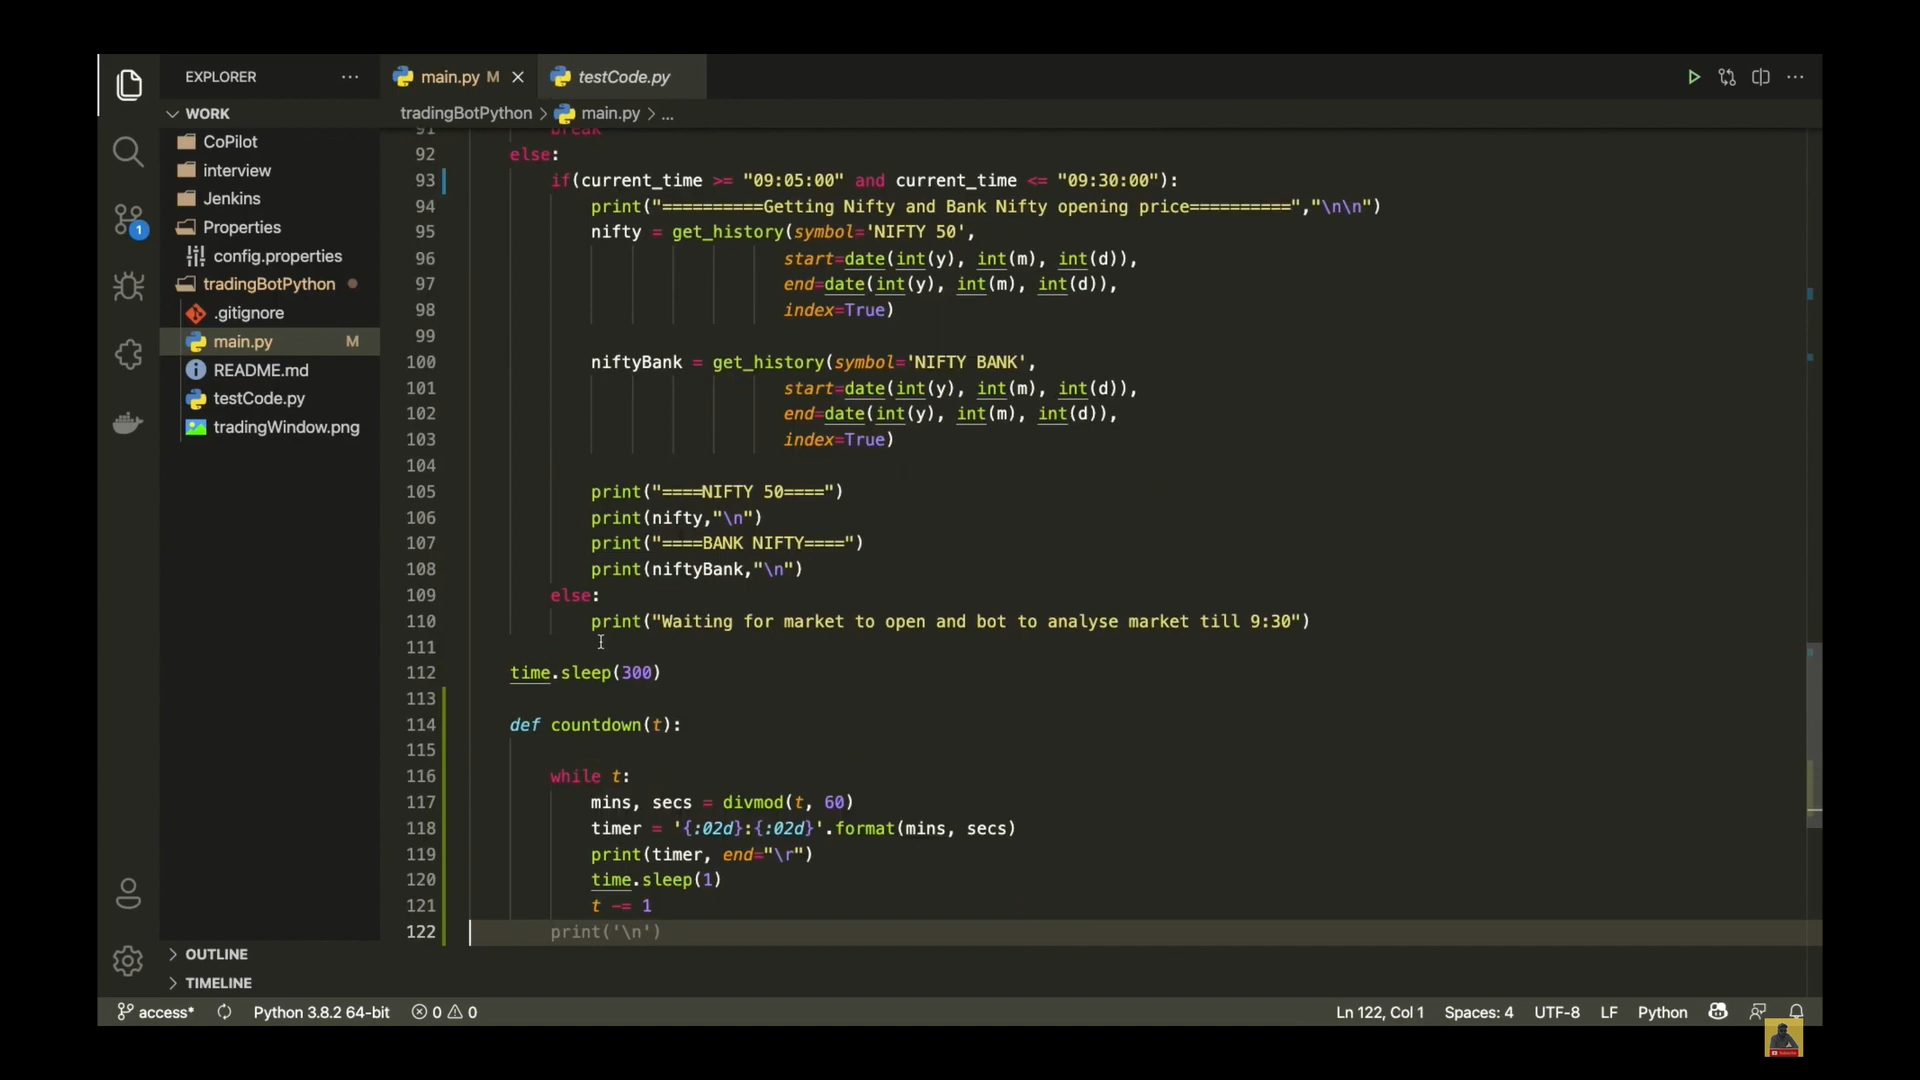 EXPLORER
main.py M
testCode.py
WORK
tradingBotPython > main.py > ...
CoPilot
interview
Jenkins
Properties
config.properties
tradingBotPython
.gitignore
main.py M
README.md
testCode.py
tradingWindow.png
OUTLINE
TIMELINE
1
91 break
92 else:
93 if(current_time >= "09:05:00" and current_time <= "09:30:00"):
94 print("==========Getting Nifty and Bank Nifty opening price==========","\n\n")
95 nifty = get_history(symbol='NIFTY 50',
96 start=date(int(y), int(m), int(d)),
97 end=date(int(y), int(m), int(d)),
98 index=True)
99
100 niftyBank = get_history(symbol='NIFTY BANK',
101 start=date(int(y), int(m), int(d)),
102 end=date(int(y), int(m), int(d)),
103 index=True)
104
105 print("====NIFTY 50====")
106 print(nifty,"\n")
107 print("====BANK NIFTY====")
108 print(niftyBank,"\n")
109 else:
110 print("Waiting for market to open and bot to analyse market till 9:30")
111
112 time.sleep(300)
113
114 def countdown(t):
115
116 while t:
117 mins, secs = divmod(t, 60)
118 timer = '{:02d}:{:02d}'.format(mins, secs)
119 print(timer, end="\r")
120 time.sleep(1)
121 t -= 1
122 print('\n')
access* Python 3.8.2 64-bit 0 0 Ln 122, Col 1 Spaces: 4 UTF-8 LF Python